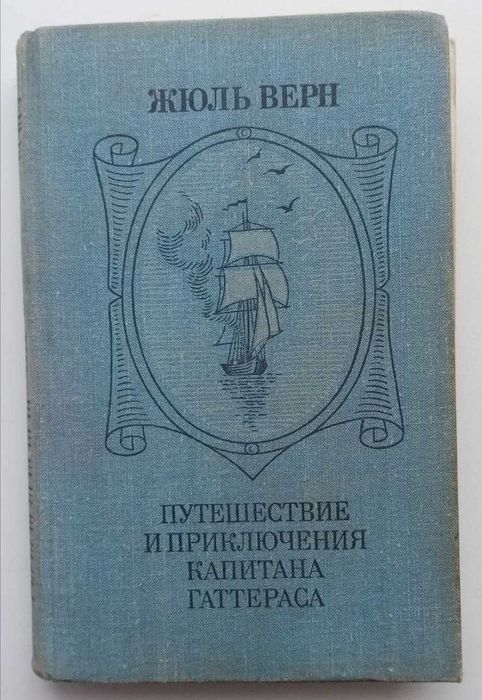 ЖЮЛЬ ВЕРН
ПУТЕШЕСТВИЕ
И ПРИКЛЮЧЕНИЯ
КАПИТАНА
ГАТТЕРАСА